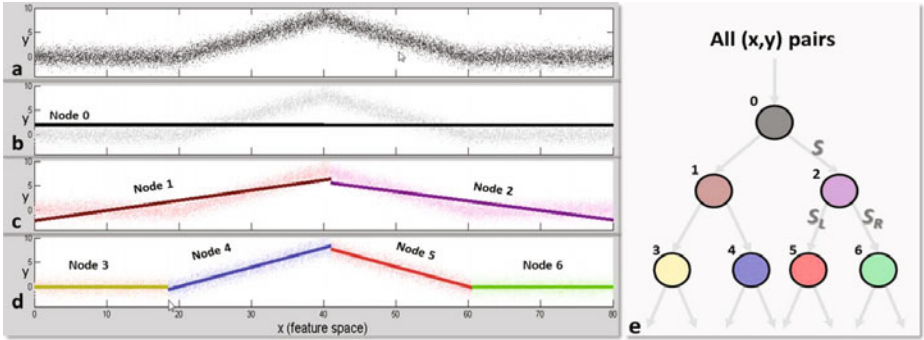 10
y
5
0
a
10
y
5
0
Node 0
b
10
y
5
0
Node 1
Node 2
c
10
y
5
0
Node 3
Node 4
Node 5
Node 6
d
0 10 20 30 40 50 60 70 80
x (feature space)
All (x,y) pairs
0
S
1
2
S_L
S_R
3
4
5
6
e